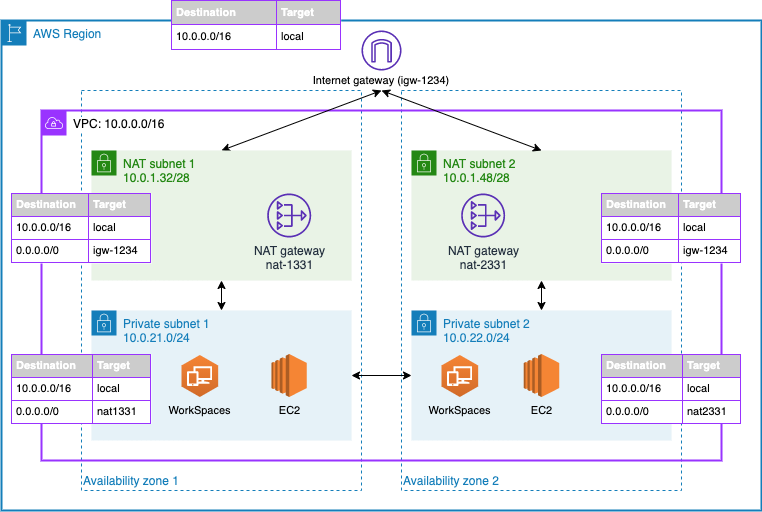 Destination Target
10.0.0.0/16 local
AWS Region
Internet gateway (igw-1234)
VPC: 10.0.0.0/16
NAT subnet 1
10.0.1.32/28
NAT subnet 2
10.0.1.48/28
Destination Target
10.0.0.0/16 local
0.0.0.0/0 igw-1234
NAT gateway
nat-1331
NAT gateway
nat-2331
Destination Target
10.0.0.0/16 local
0.0.0.0/0 igw-1234
Private subnet 1
10.0.21.0/24
Private subnet 2
10.0.22.0/24
Destination Target
10.0.0.0/16 local
0.0.0.0/0 nat1331
WorkSpaces
EC2
WorkSpaces
EC2
Destination Target
10.0.0.0/16 local
0.0.0.0/0 nat2331
Availability zone 1
Availability zone 2